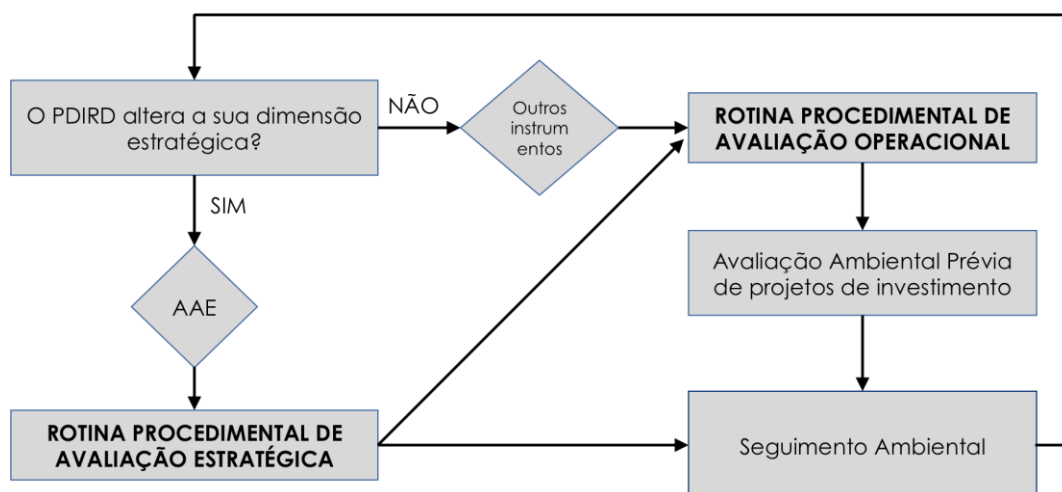 O PDIRD altera a sua dimensão
estratégica?
NÃO
Outros
instrum
entos
ROTINA PROCEDIMENTAL DE
AVALIAÇÃO OPERACIONAL
SIM
AAE
Avaliação Ambiental Prévia
de projetos de investimento
ROTINA PROCEDIMENTAL DE
AVALIAÇÃO ESTRATÉGICA
Seguimento Ambiental